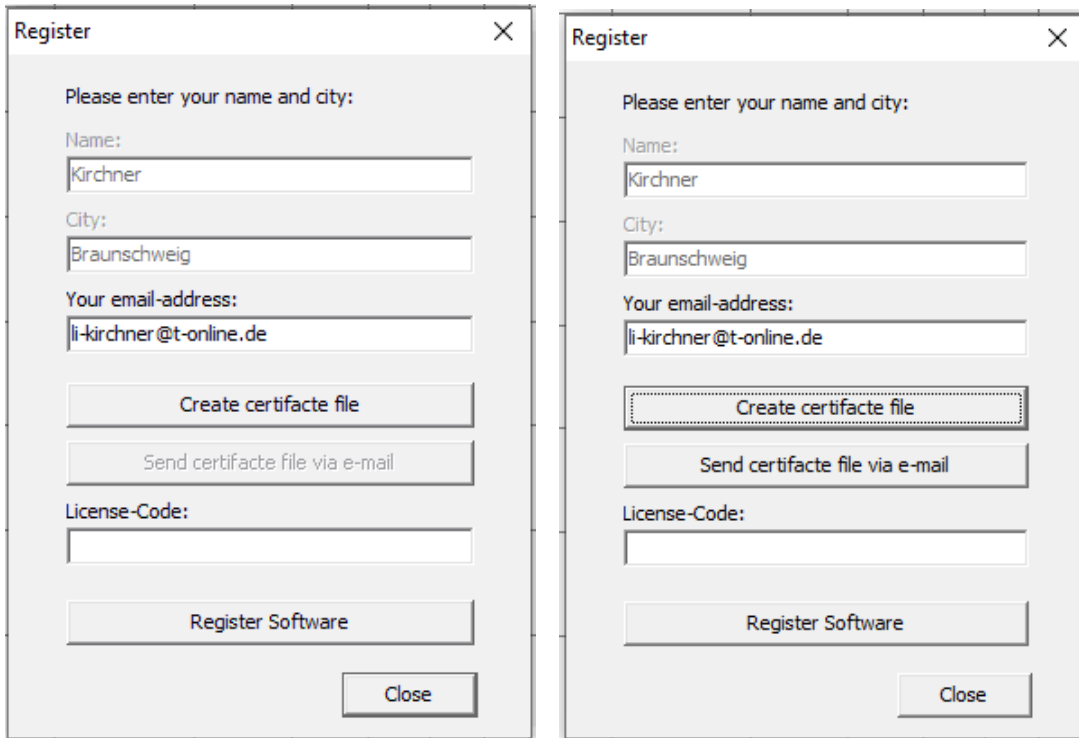 Register
Please enter your name and city:
Name:
Kirchner
City:
Braunschweig
Your email-address:
li-kirchner@t-online.de
Create certifacte file
Send certifacte file via e-mail
License-Code:
Register Software
Close
Register
Please enter your name and city:
Name:
Kirchner
City:
Braunschweig
Your email-address:
li-kirchner@t-online.de
Create certifacte file
Send certifacte file via e-mail
License-Code:
Register Software
Close